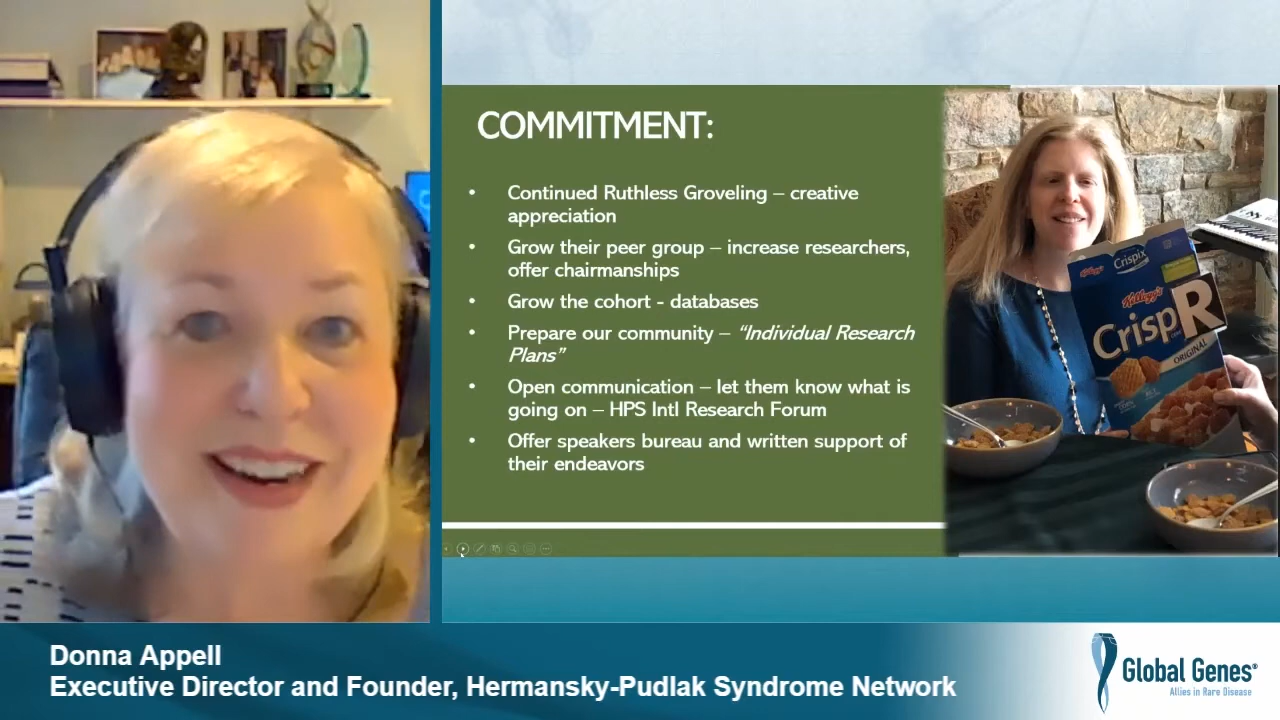 COMMITMENT:
• Continued Ruthless Groveling – creative
appreciation
• Grow their peer group – increase researchers,
offer chairmanships
• Grow the cohort - databases
• Prepare our community – “Individual Research
Plans”
• Open communication – let them know what is
going on – HPS Intl Research Forum
• Offer speakers bureau and written support of
their endeavors
Kellogg's
Crispix
Kellogg's
CrispR
ORIGINAL
Donna Appell
Executive Director and Founder, Hermansky-Pudlak Syndrome Network
Global Genes®
Allies in Rare Disease